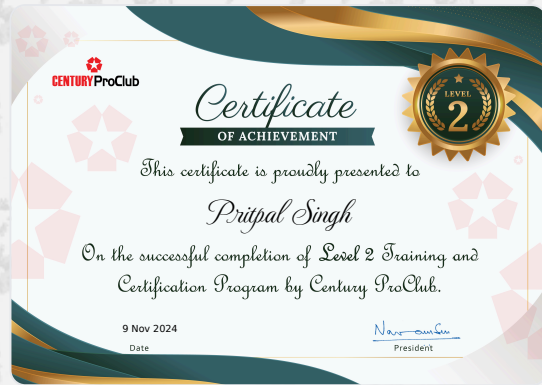 CENTURY ProClub
LEVEL
2
Certificate
OF ACHIEVEMENT
This certificate is proudly presented to
Pritpal Singh
On the successful completion of Level 2 Training and
Certification Program by Century ProClub.
9 Nov 2024
Date
President